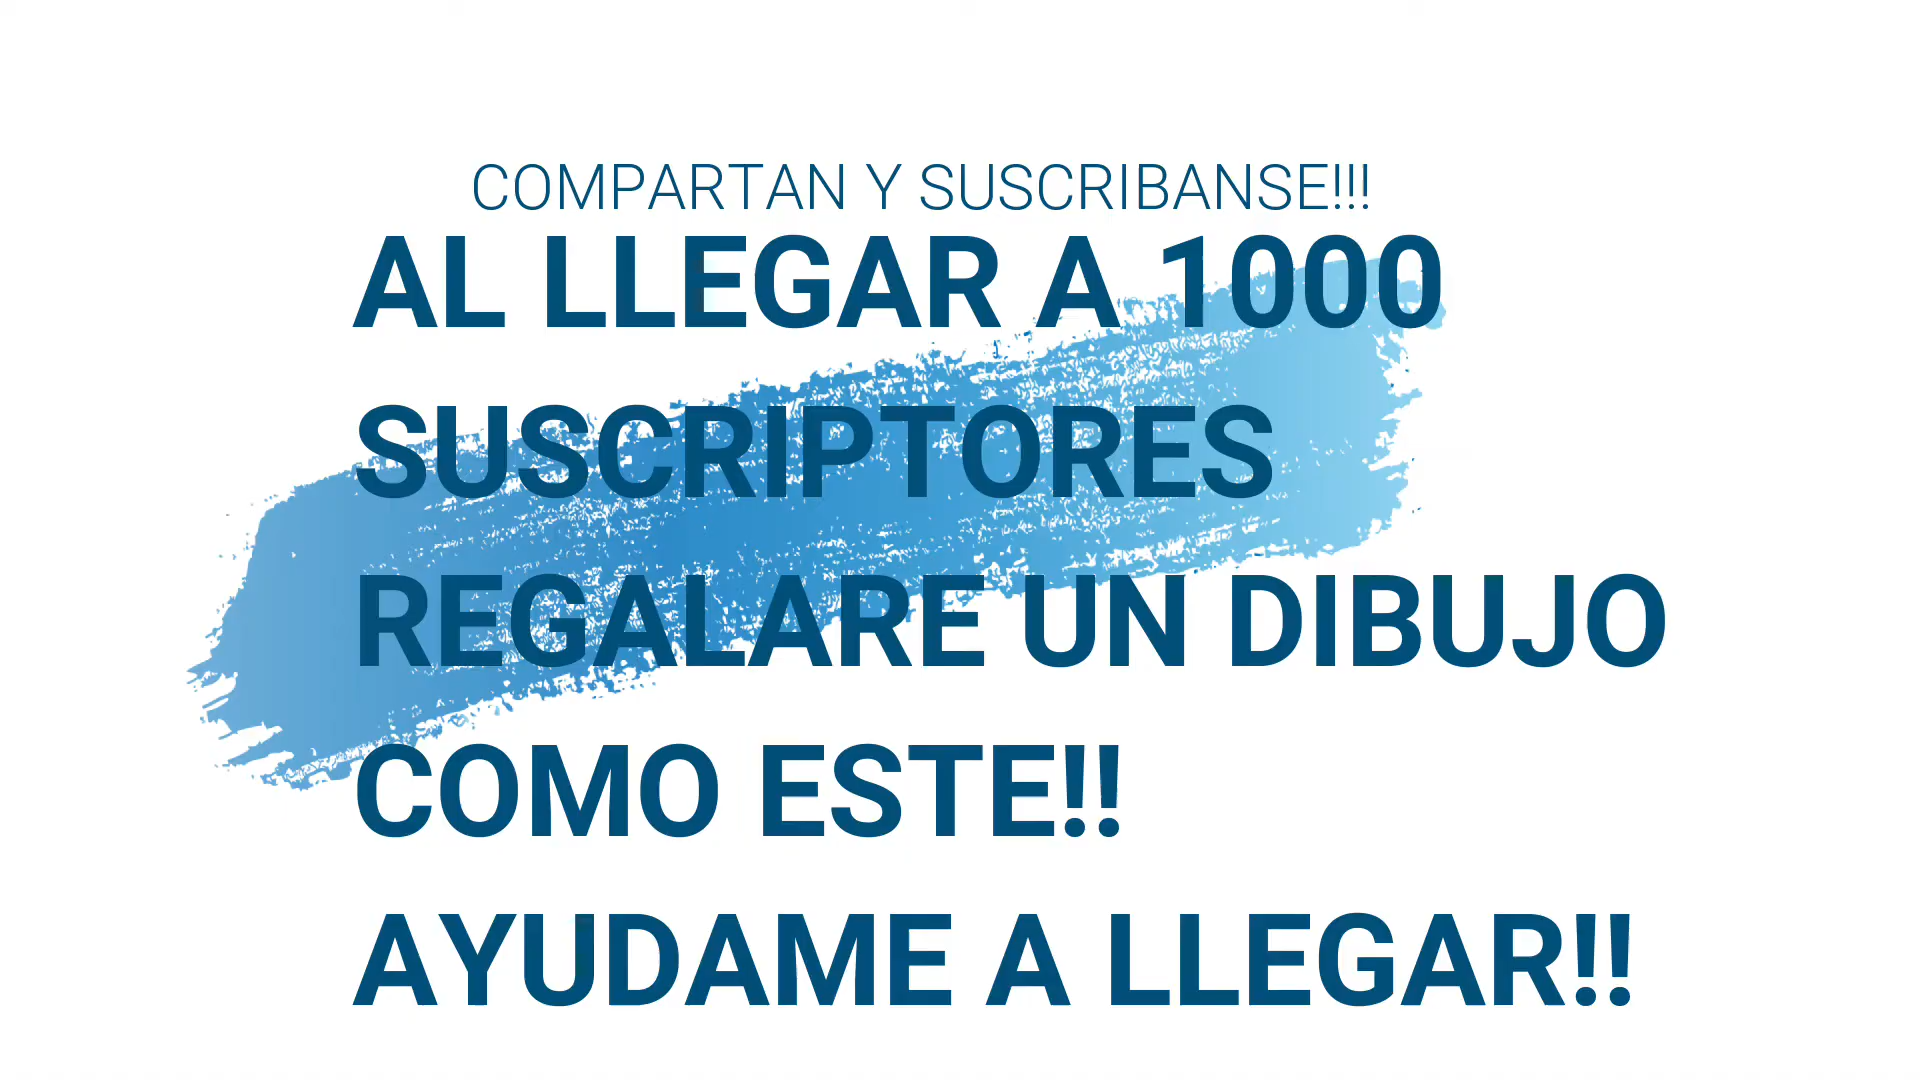 COMPARTAN Y SUSCRIBANSE!!!
AL LLEGAR A 1000
SUSCRIPTORES
REGALARE UN DIBUJO
COMO ESTE!!
AYUDAME A LLEGAR!!